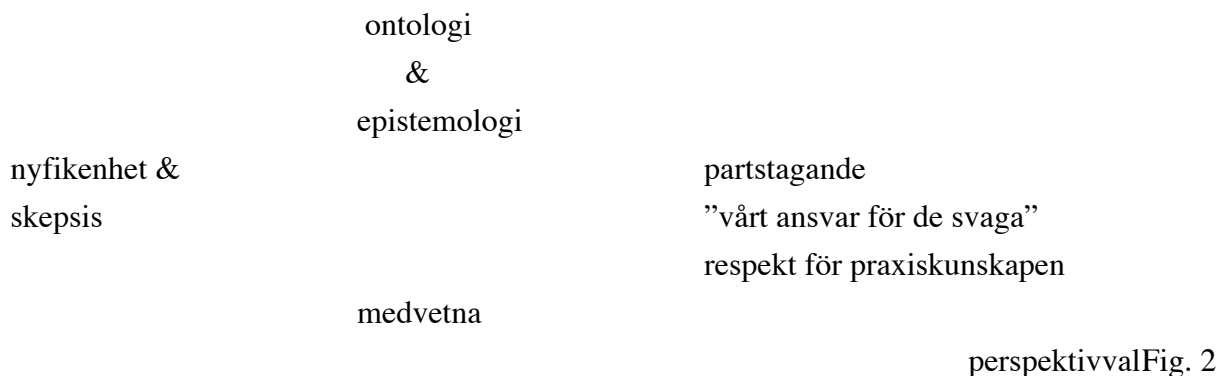 ontologi
&
epistemologi
nyfikenhet &
skepsis
partstagande
”vårt ansvar för de svaga”
respekt för praxiskunskapen
medvetna
perspektivvalFig. 2